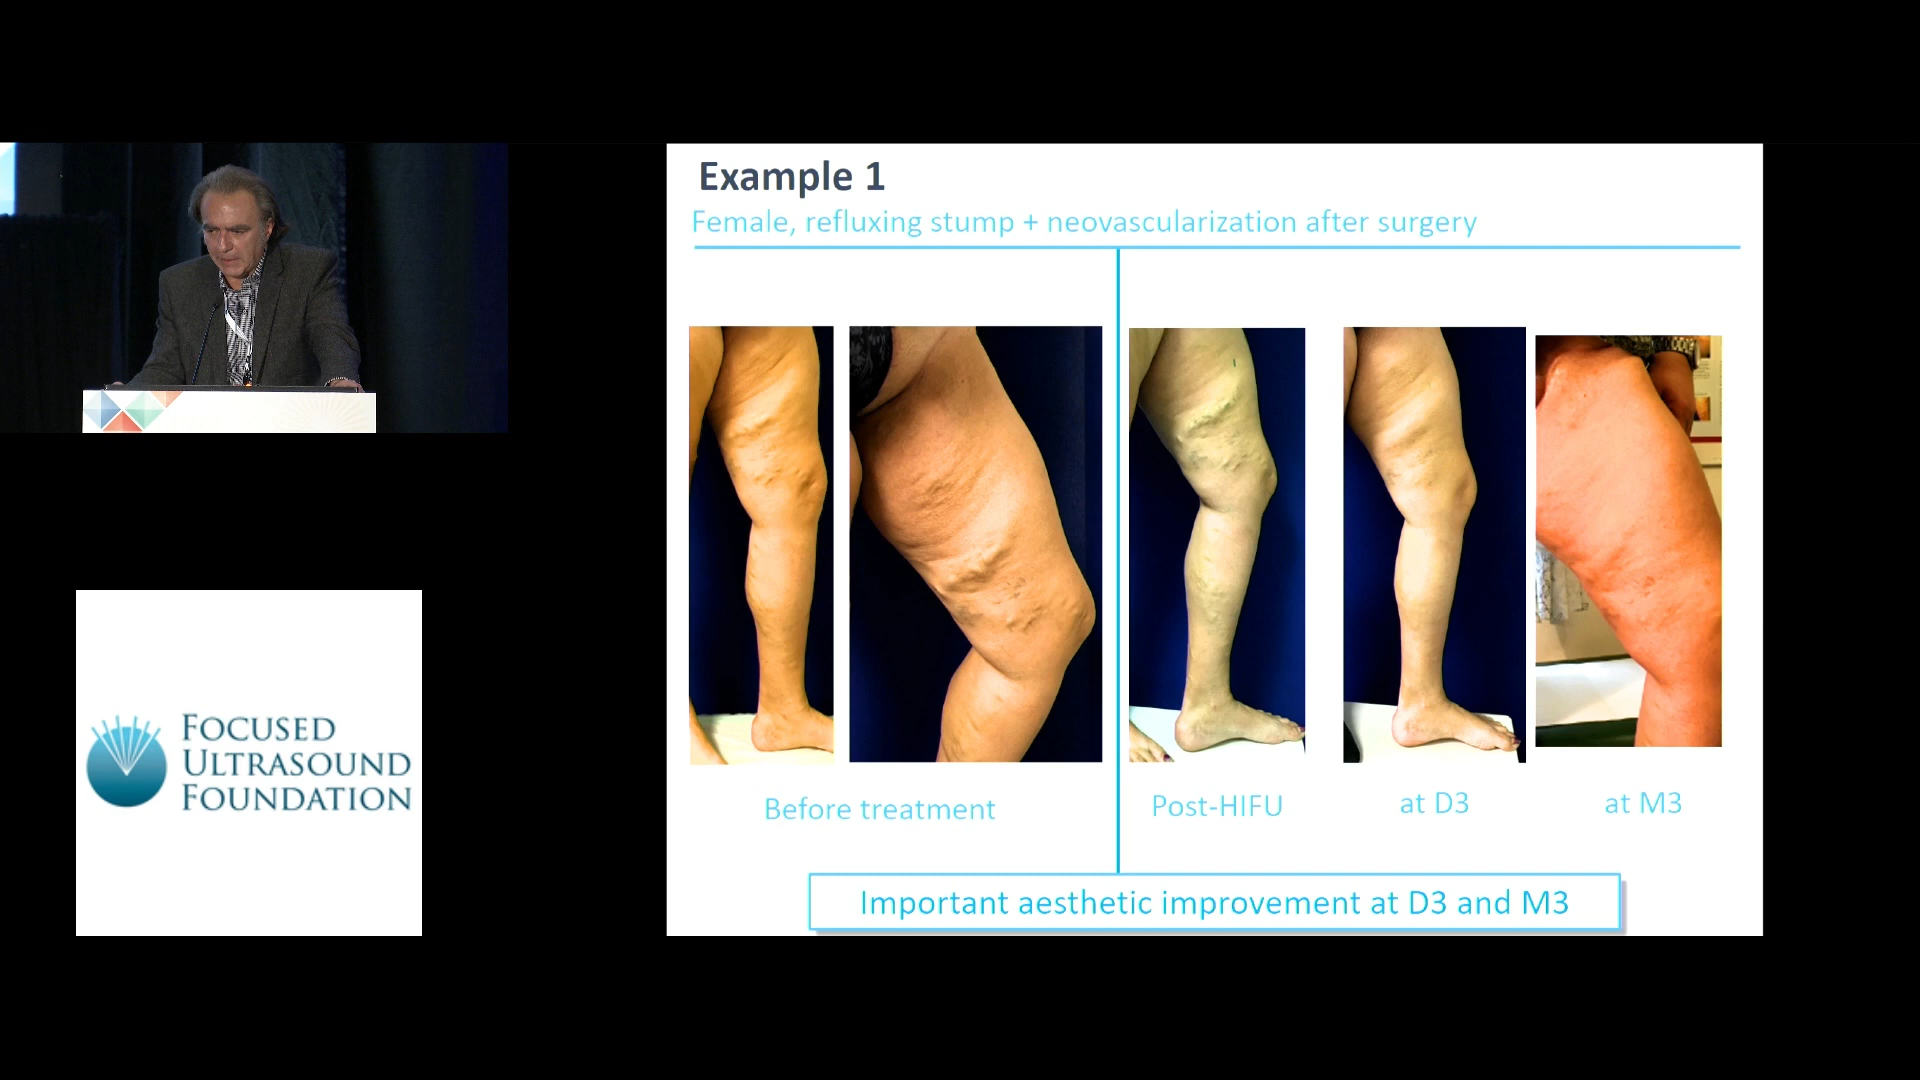 Example 1
Female, refluxing stump + neovascularization after surgery
Before treatment
Post-HIFU
at D3
at M3
Important aesthetic improvement at D3 and M3
FOCUSED
ULTRASOUND
FOUNDATION